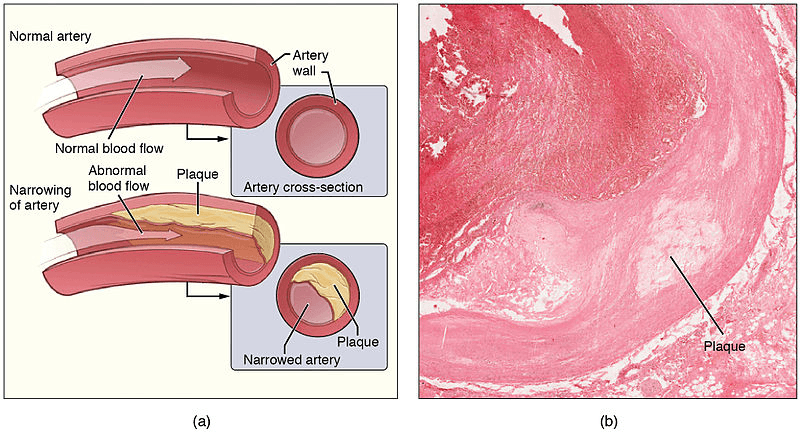 Normal artery
Artery
wall
Normal blood flow
Artery cross-section
Abnormal
blood flow
Plaque
Narrowing
of artery
Plaque
Narrowed artery
Plaque
(a)
(b)